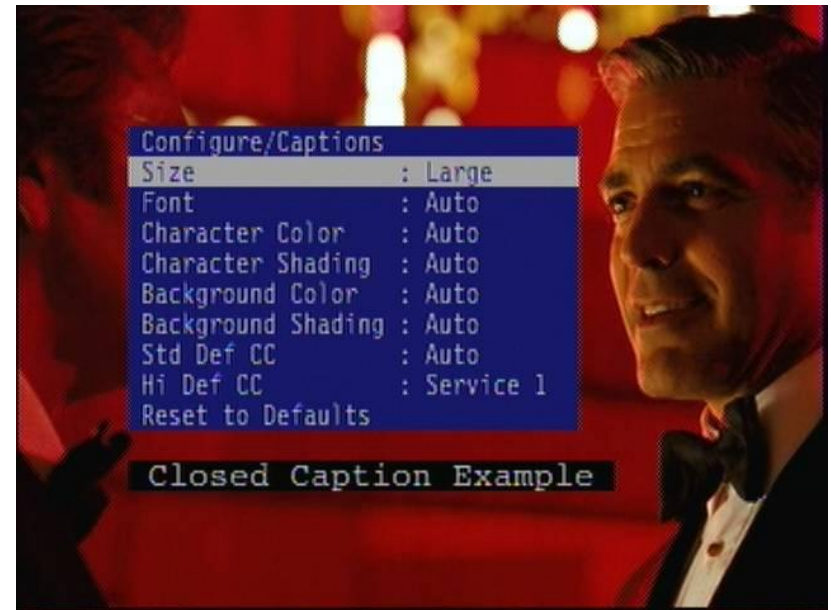 Configure/Captions
Size : Large
Font : Auto
Character Color : Auto
Character Shading : Auto
Background Color : Auto
Background Shading : Auto
Std Def CC : Auto
Hi Def CC : Service 1
Reset to Defaults
Closed Caption Example